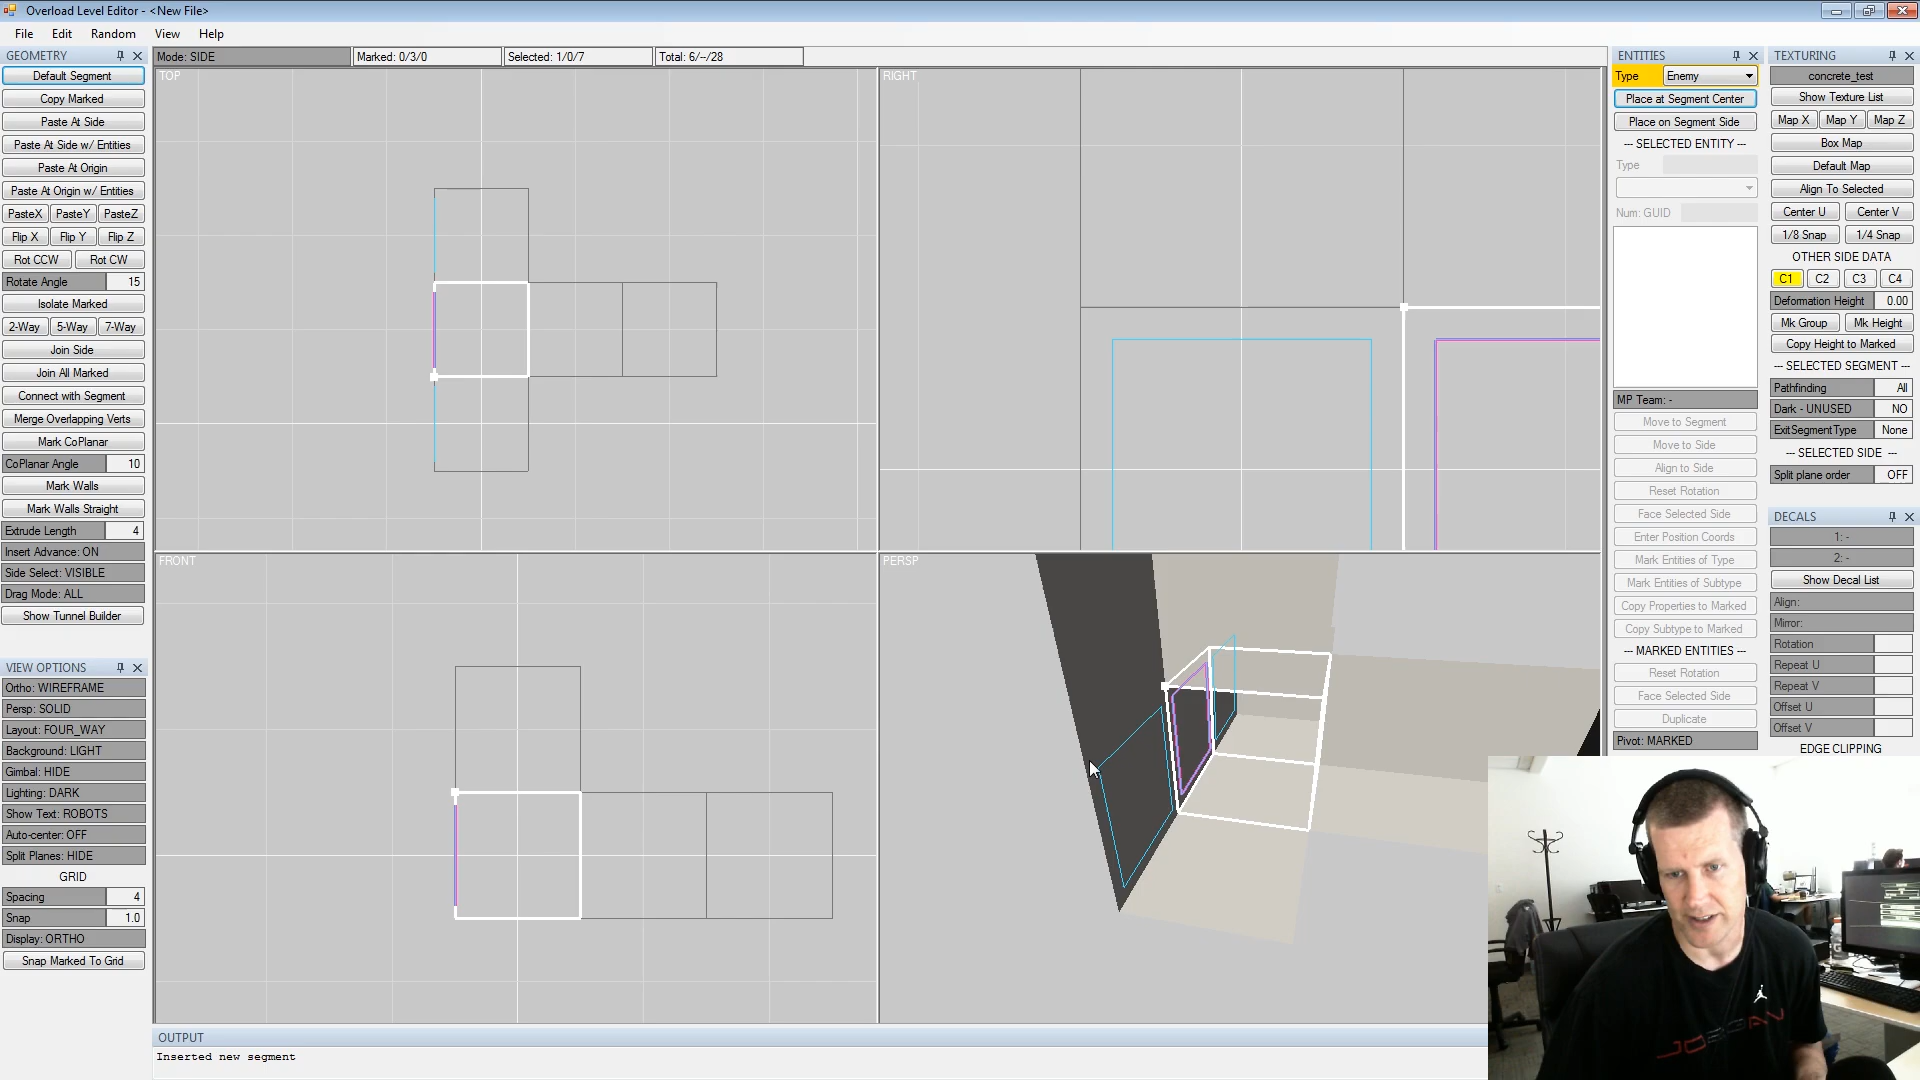 Overload Level Editor - <New File>
File Edit Random View Help
GEOMETRY
Default Segment
Copy Marked
Paste At Side
Paste At Side w/ Entities
Paste At Origin
Paste At Origin w/ Entities
PasteX PasteY PasteZ
Flip X Flip Y Flip Z
Rot CCW Rot CW
Rotate Angle 15
Isolate Marked
2-Way 5-Way 7-Way
Join Side
Join All Marked
Connect with Segment
Merge Overlapping Verts
Mark CoPlanar
CoPlanar Angle 10
Mark Walls
Mark Walls Straight
Extrude Length 4
Insert Advance: ON
Side Select: VISIBLE
Drag Mode: ALL
Show Tunnel Builder
VIEW OPTIONS
Ortho: WIREFRAME
Persp: SOLID
Layout: FOUR_WAY
Background: LIGHT
Gimbal: HIDE
Lighting: DARK
Show Text: ROBOTS
Auto-center: OFF
Split Planes: HIDE
GRID
Spacing 4
Snap 1.0
Display: ORTHO
Snap Marked To Grid
Mode: SIDE Marked: 0/3/0 Selected: 1/0/7 Total: 6/--/28
TOP
RIGHT
FRONT
PERSP
OUTPUT
Inserted new segment
ENTITIES
Type Enemy
Place at Segment Center
Place on Segment Side
--- SELECTED ENTITY ---
Type
Num: GUID
MP Team: -
Move to Segment
Move to Side
Align to Side
Reset Rotation
Face Selected Side
Enter Position Coords
Mark Entities of Type
Mark Entities of Subtype
Copy Properties to Marked
Copy Subtype to Marked
--- MARKED ENTITIES ---
Reset Rotation
Face Selected Side
Duplicate
Pivot: MARKED
TEXTURING
concrete_test
Show Texture List
Map X Map Y Map Z
Box Map
Default Map
Align To Selected
Center U Center V
1/8 Snap 1/4 Snap
OTHER SIDE DATA
C1 C2 C3 C4
Deformation Height 0.00
Mk Group Mk Height
Copy Height to Marked
--- SELECTED SEGMENT ---
Pathfinding All
Dark - UNUSED NO
ExitSegmentType None
--- SELECTED SIDE ---
Split plane order OFF
DECALS
1: -
2: -
Show Decal List
Align:
Mirror:
Rotation
Repeat U
Repeat V
Offset U
Offset V
EDGE CLIPPING
JORDAN